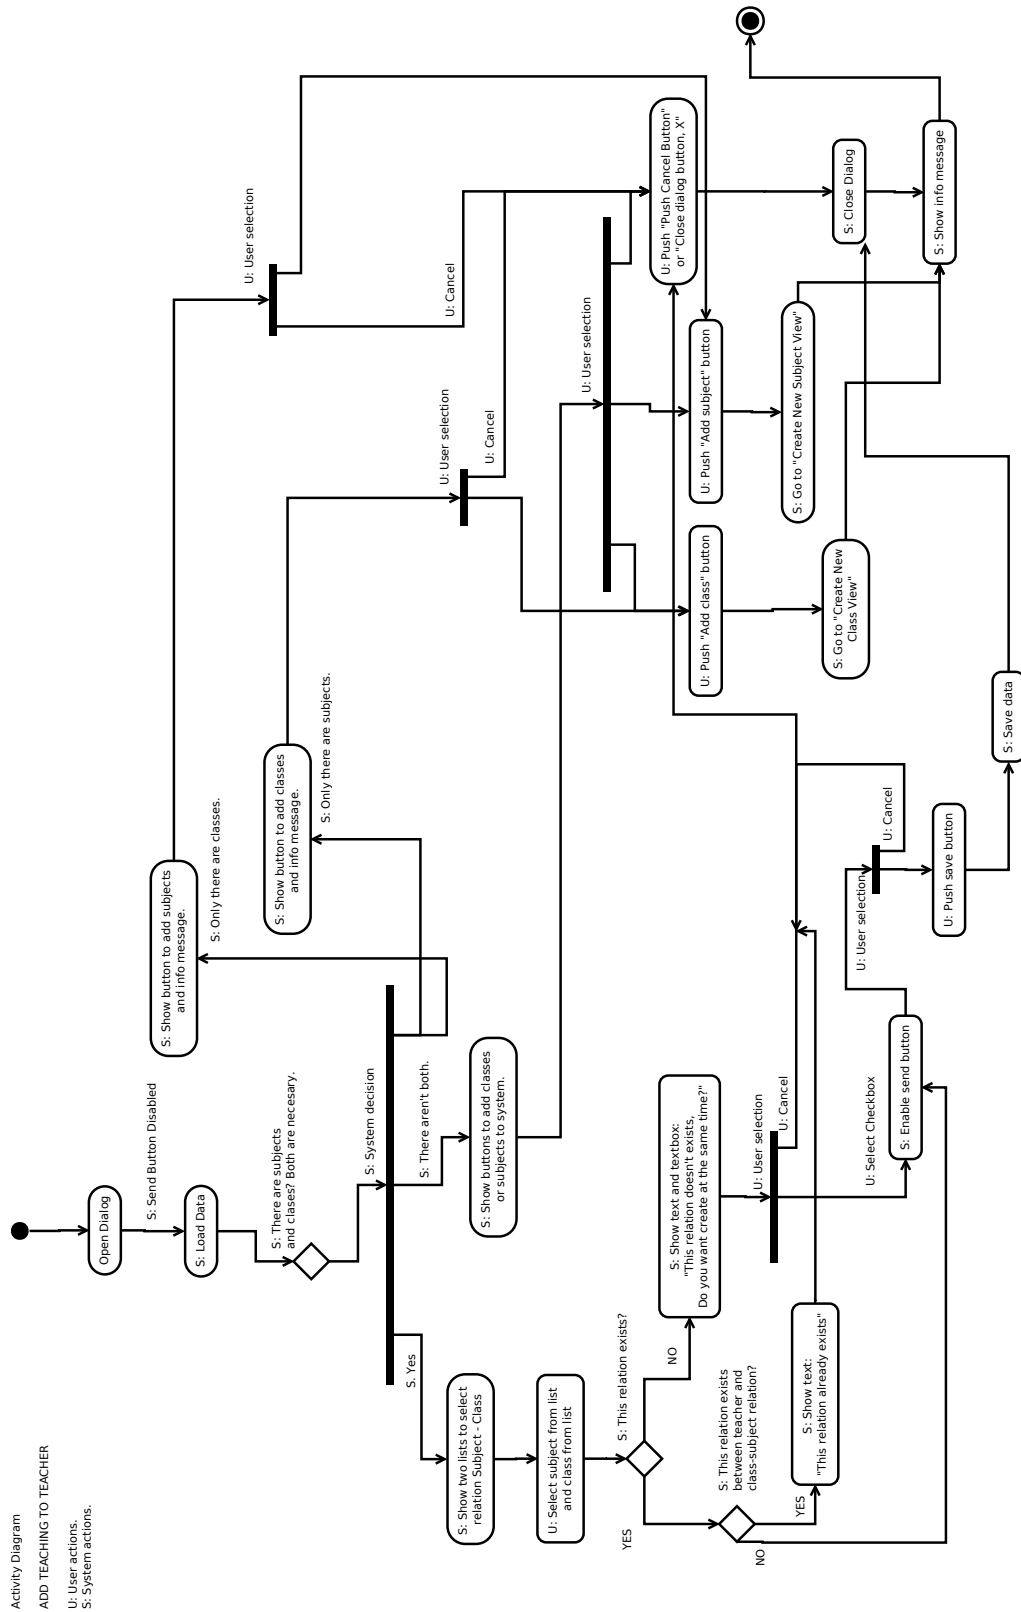 Activity Diagram
ADD TEACHING TO TEACHER
U: User actions.
S: System actions.
Open Dialog
S: Send Button Disabled
S: Load Data
S: There are subjects
and clases? Both are necesary.
S: System decision
S. Yes
S: There aren't both.
S: Only there are classes.
S: Only there are subjects.
S: Show button to add subjects
and info message.
S: Show button to add classes
and info message.
S: Show buttons to add classes
or subjects to system.
U: User selection
U: Cancel
U: User selection
U: Cancel
U: User selection
U: Push "Push Cancel Button"
or "Close dialog button, X"
U: Push "Add subject" button
U: Push "Add class" button
S: Go to "Create New Subject View"
S: Go to "Create New
Class View"
S: Close Dialog
S: Show info message
S: Show two lists to select
relation Subject - Class
U: Select subject from list
and class from list
S: This relation exists?
NO
YES
S: Show text and textbox:
"This relation doesn't exists,
Do you want create at the same time?"
U: User selection
U: Cancel
U: Select Checkbox
S: This relation exists
between teacher and
class-subject relation?
YES
NO
S: Show text:
"This relation already exists"
S: Enable send button
U: User selection
U: Cancel
U: Push save button
S: Save data